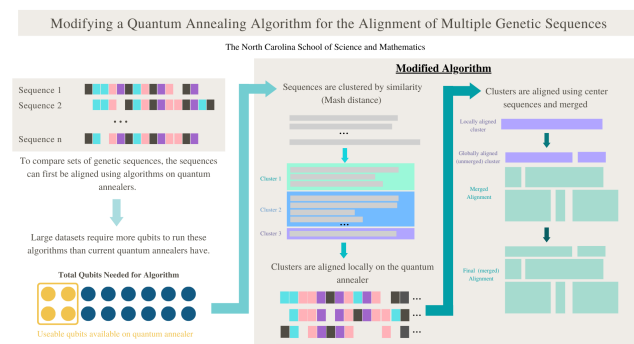 Modifying a Quantum Annealing Algorithm for the Alignment of Multiple Genetic Sequences
The North Carolina School of Science and Mathematics
Sequence 1
Sequence 2
...
Sequence n
To compare sets of genetic sequences, the sequences
can first be aligned using algorithms on quantum
annealers.
Large datasets require more qubits to run these
algorithms than current quantum annealers have.
Total Qubits Needed for Algorithm
Useable qubits available on quantum annealer
Modified Algorithm
Sequences are clustered by similarity
(Mash distance)
...
Cluster 1
Cluster 2
...
Cluster 3
Clusters are aligned locally on the quantum
annealer
...
...
...
Clusters are aligned using center
sequences and merged
Locally aligned
cluster
Globally aligned
(unmerged) cluster
Merged
Alignment
Final (merged)
Alignment